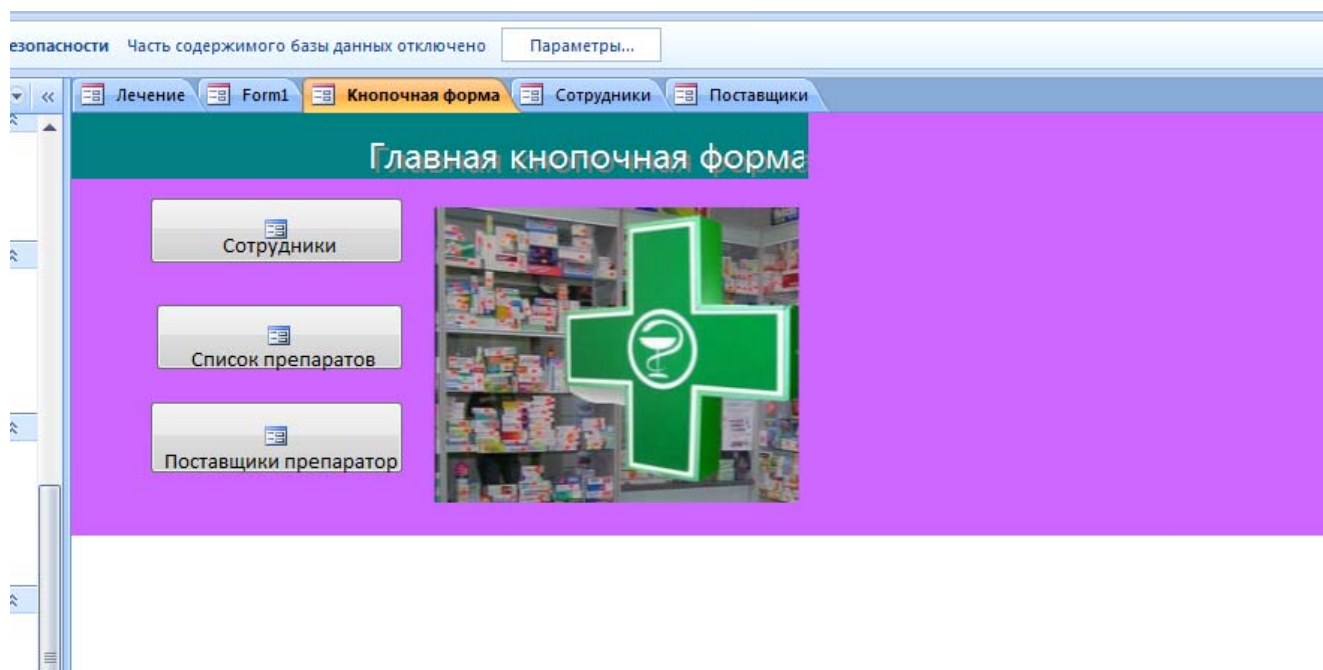 езопасности Часть содержимого базы данных отключено Параметры...
Лечение Form1 Кнопочная форма Сотрудники Поставщики
Главная кнопочная форма
Сотрудники
Список препаратов
Поставщики препаратор